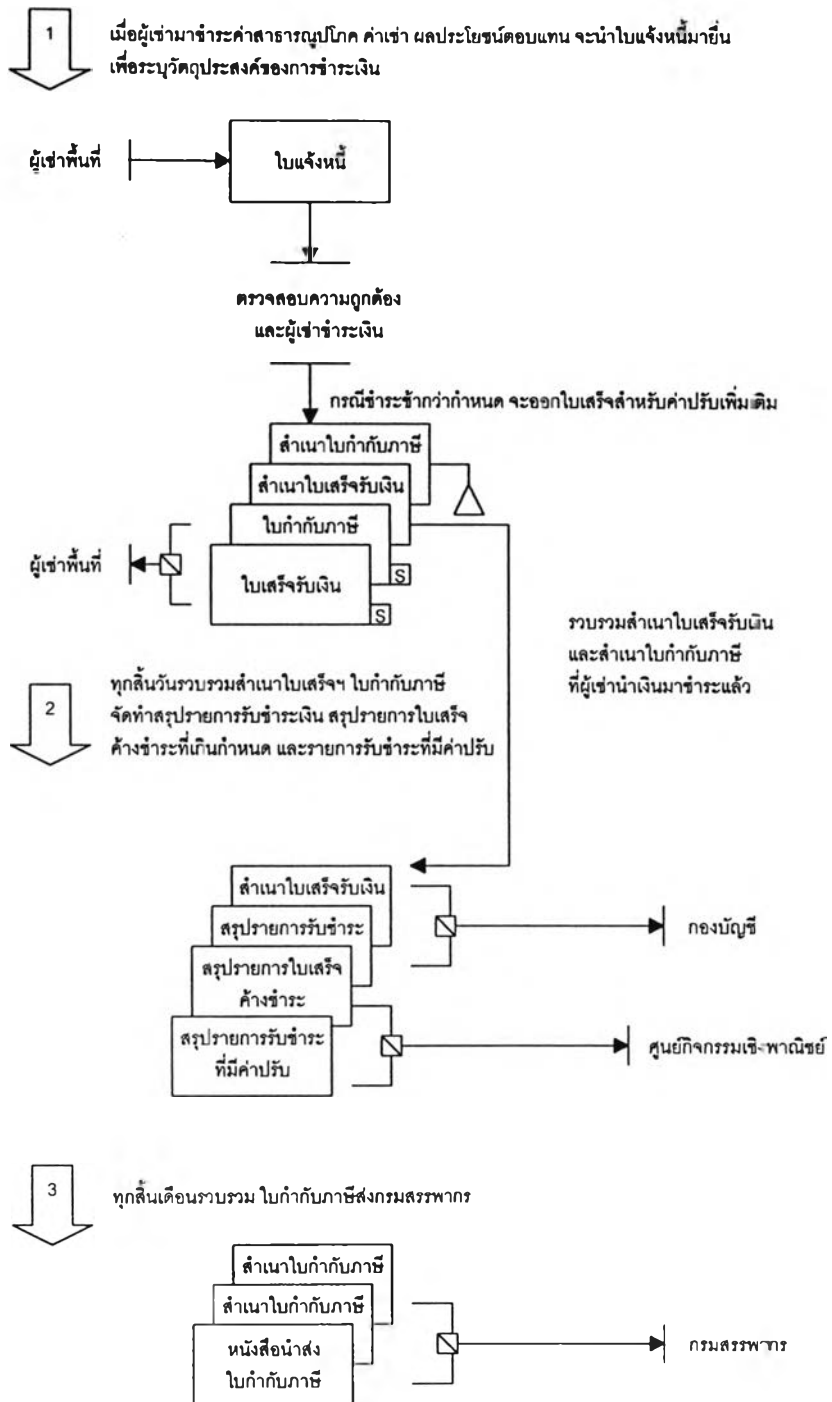 1
เมื่อผู้เช่ามาชำระค่าสาธารณูปโภค ค่าเช่า ผลประโยชน์ตอบแทน จะนำใบแจ้งหนี้มายื่น
เพื่อระบุวัตถุประสงค์ของการชำระเงิน
ผู้เช่าพื้นที่
ใบแจ้งหนี้
ตรวจสอบความถูกต้อง
และผู้เช่าชำระเงิน
กรณีชำระช้ากว่ากำหนด จะออกใบเสร็จสำหรับค่าปรับเพิ่มเติม
สำเนาใบกำกับภาษี
สำเนาใบเสร็จรับเงิน
ใบกำกับภาษี
S
ผู้เช่าพื้นที่
ใบเสร็จรับเงิน
S
รวบรวมสำเนาใบเสร็จรับเงิน
และสำเนาใบกำกับภาษี
ที่ผู้เช่านำเงินมาชำระแล้ว
2
ทุกสิ้นวันรวบรวมสำเนาใบเสร็จฯ ใบกำกับภาษี
จัดทำสรุปรายการรับชำระเงิน สรุปรายการใบเสร็จ
ค้างชำระที่เกินกำหนด และรายการรับชำระที่มีค่าปรับ
สำเนาใบเสร็จรับเงิน
สรุปรายการรับชำระ
กองบัญชี
สรุปรายการใบเสร็จ
ค้างชำระ
สรุปรายการรับชำระ
ที่มีค่าปรับ
ศูนย์กิจกรรมเชิงพาณิชย์
3
ทุกสิ้นเดือนรวบรวม ใบกำกับภาษีส่งกรมสรรพากร
สำเนาใบกำกับภาษี
สำเนาใบกำกับภาษี
หนังสือนำส่ง
ใบกำกับภาษี
กรมสรรพากร